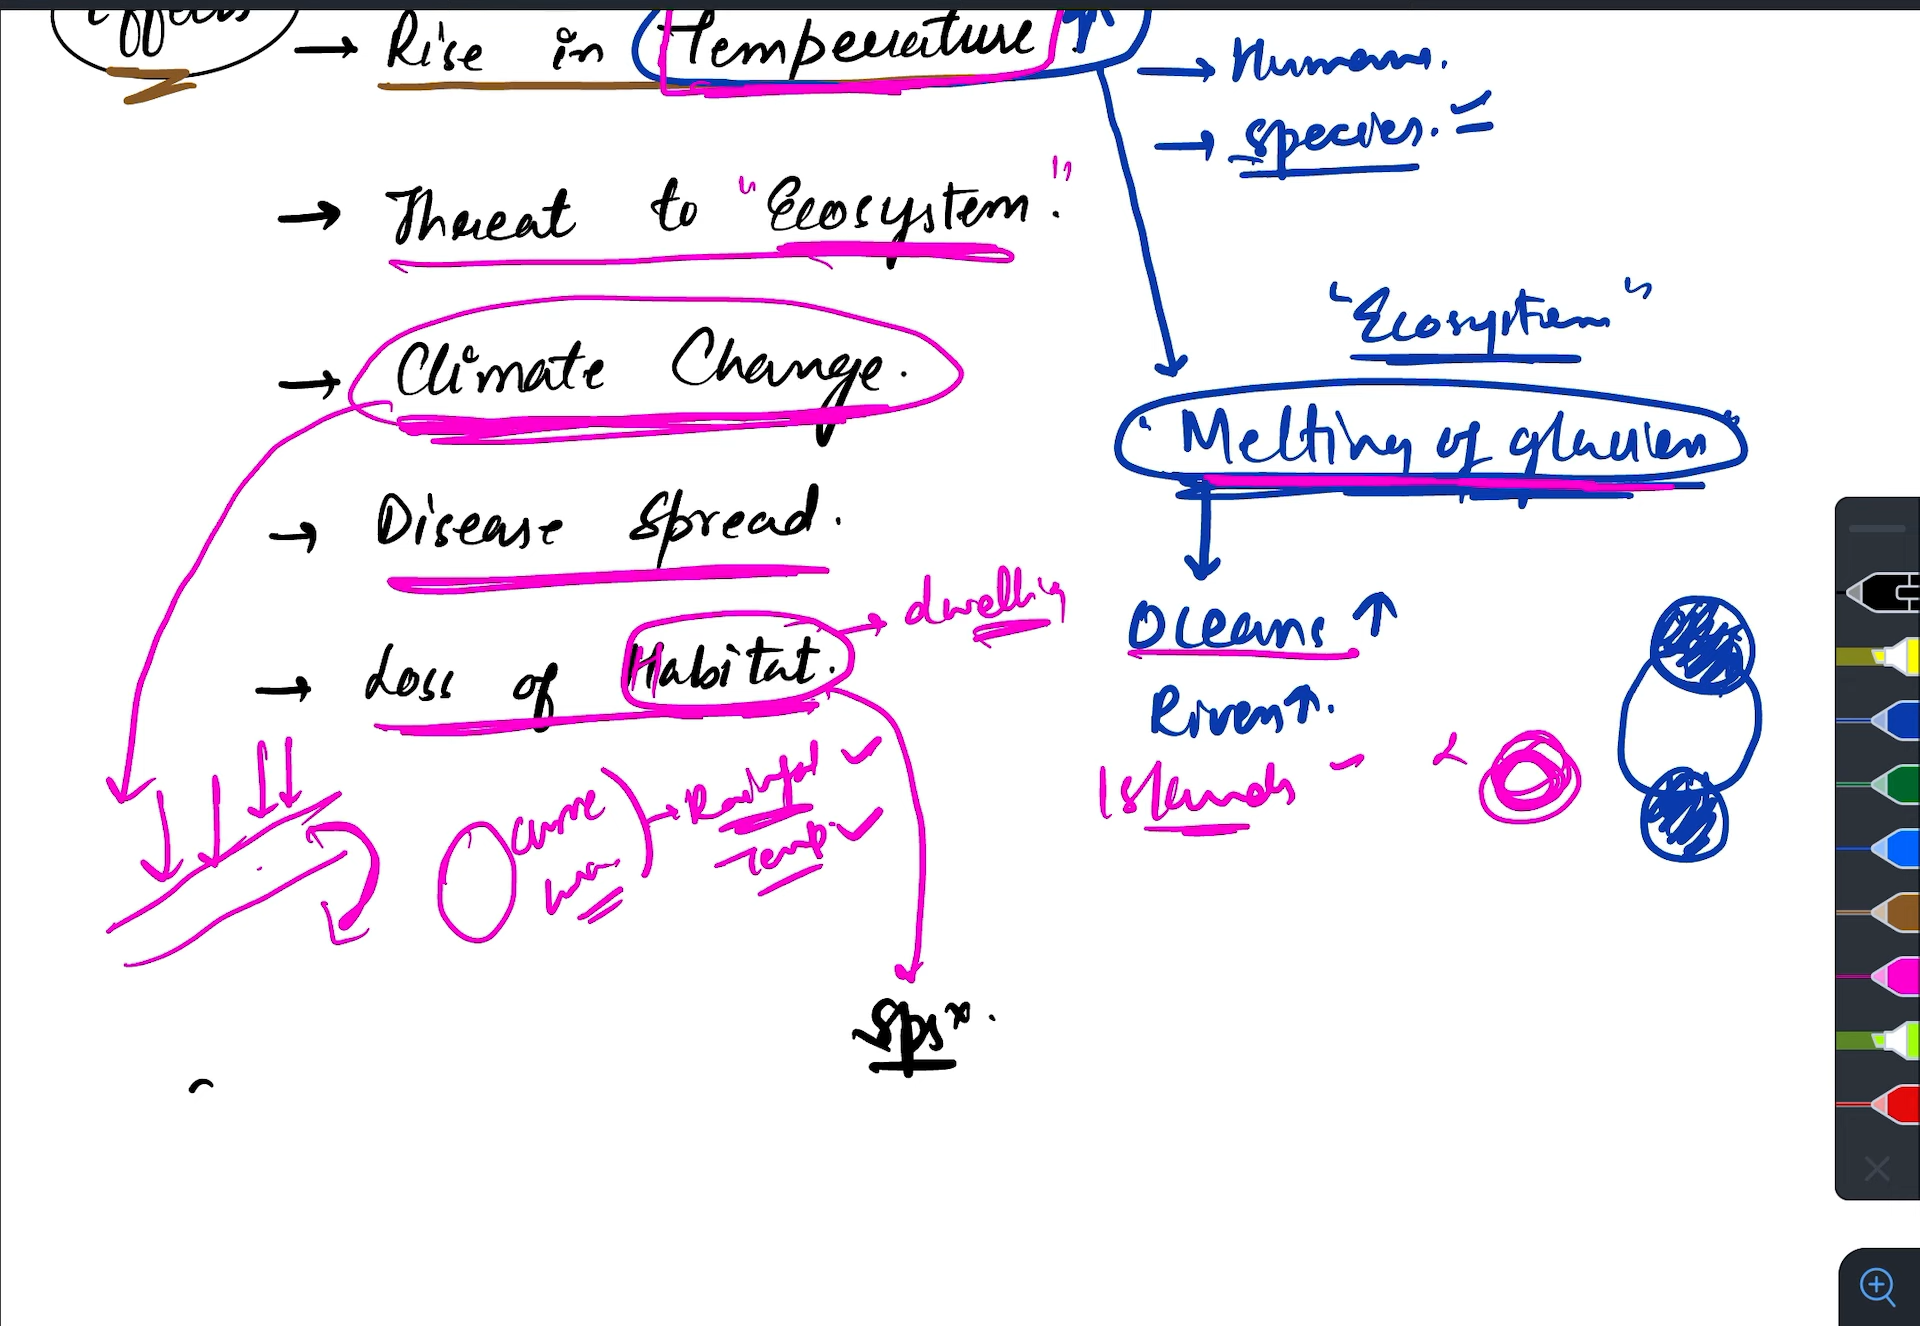 Effects
→ Rise in Temperature ↑
→ Humans.
→ Species.
→ Threat to "Ecosystem."
"Ecosystem"
→ Climate Change.
"Melting of glaciers"
→ Disease Spread.
→ dwelling
Oceans ↑
→ Loss of Habitat.
Rivers ↑.
Islands -
→ Rainfal ✓
Temp. ✓
Sps x.